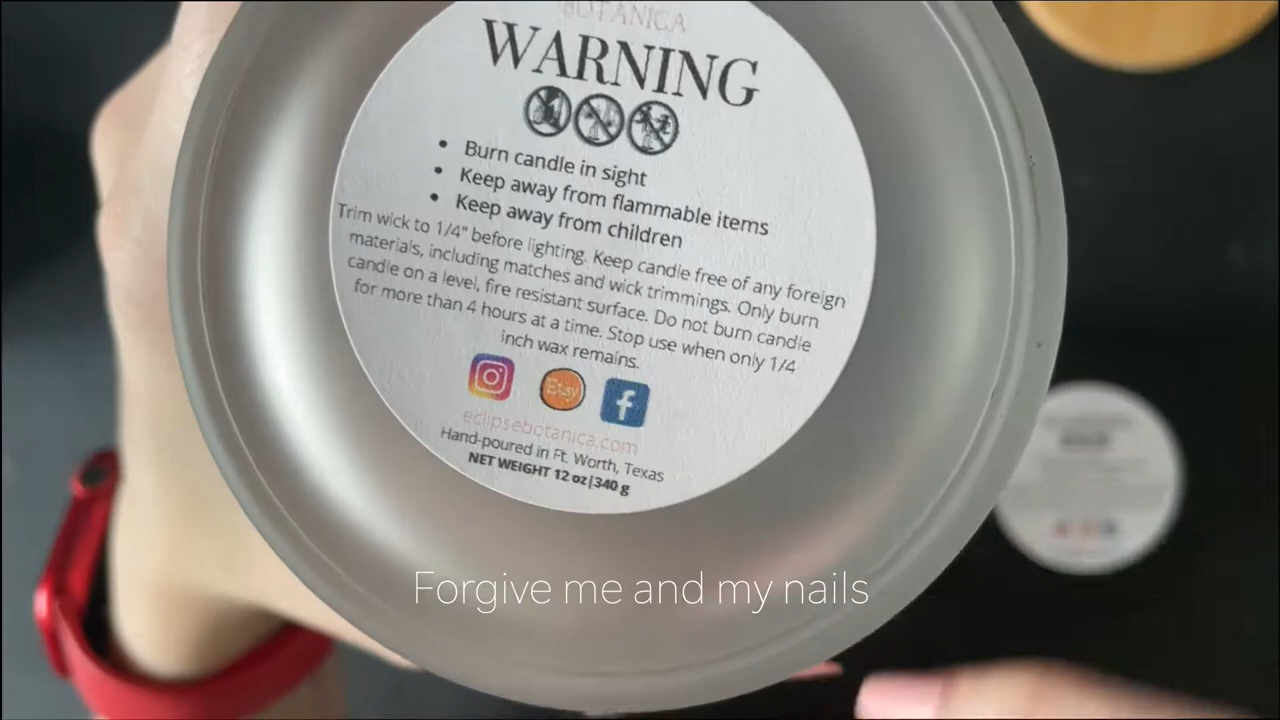 BOTANICA
WARNING
• Burn candle in sight
• Keep away from flammable items
• Keep away from children
Trim wick to 1/4" before lighting. Keep candle free of any foreign
materials, including matches and wick trimmings. Only burn
candle on a level, fire resistant surface. Do not burn candle
for more than 4 hours at a time. Stop use when only 1/4
inch wax remains.
Etsy
eclipsebotanica.com
Hand-poured in Ft. Worth, Texas
NET WEIGHT 12 oz|340 g
Forgive me and my nails